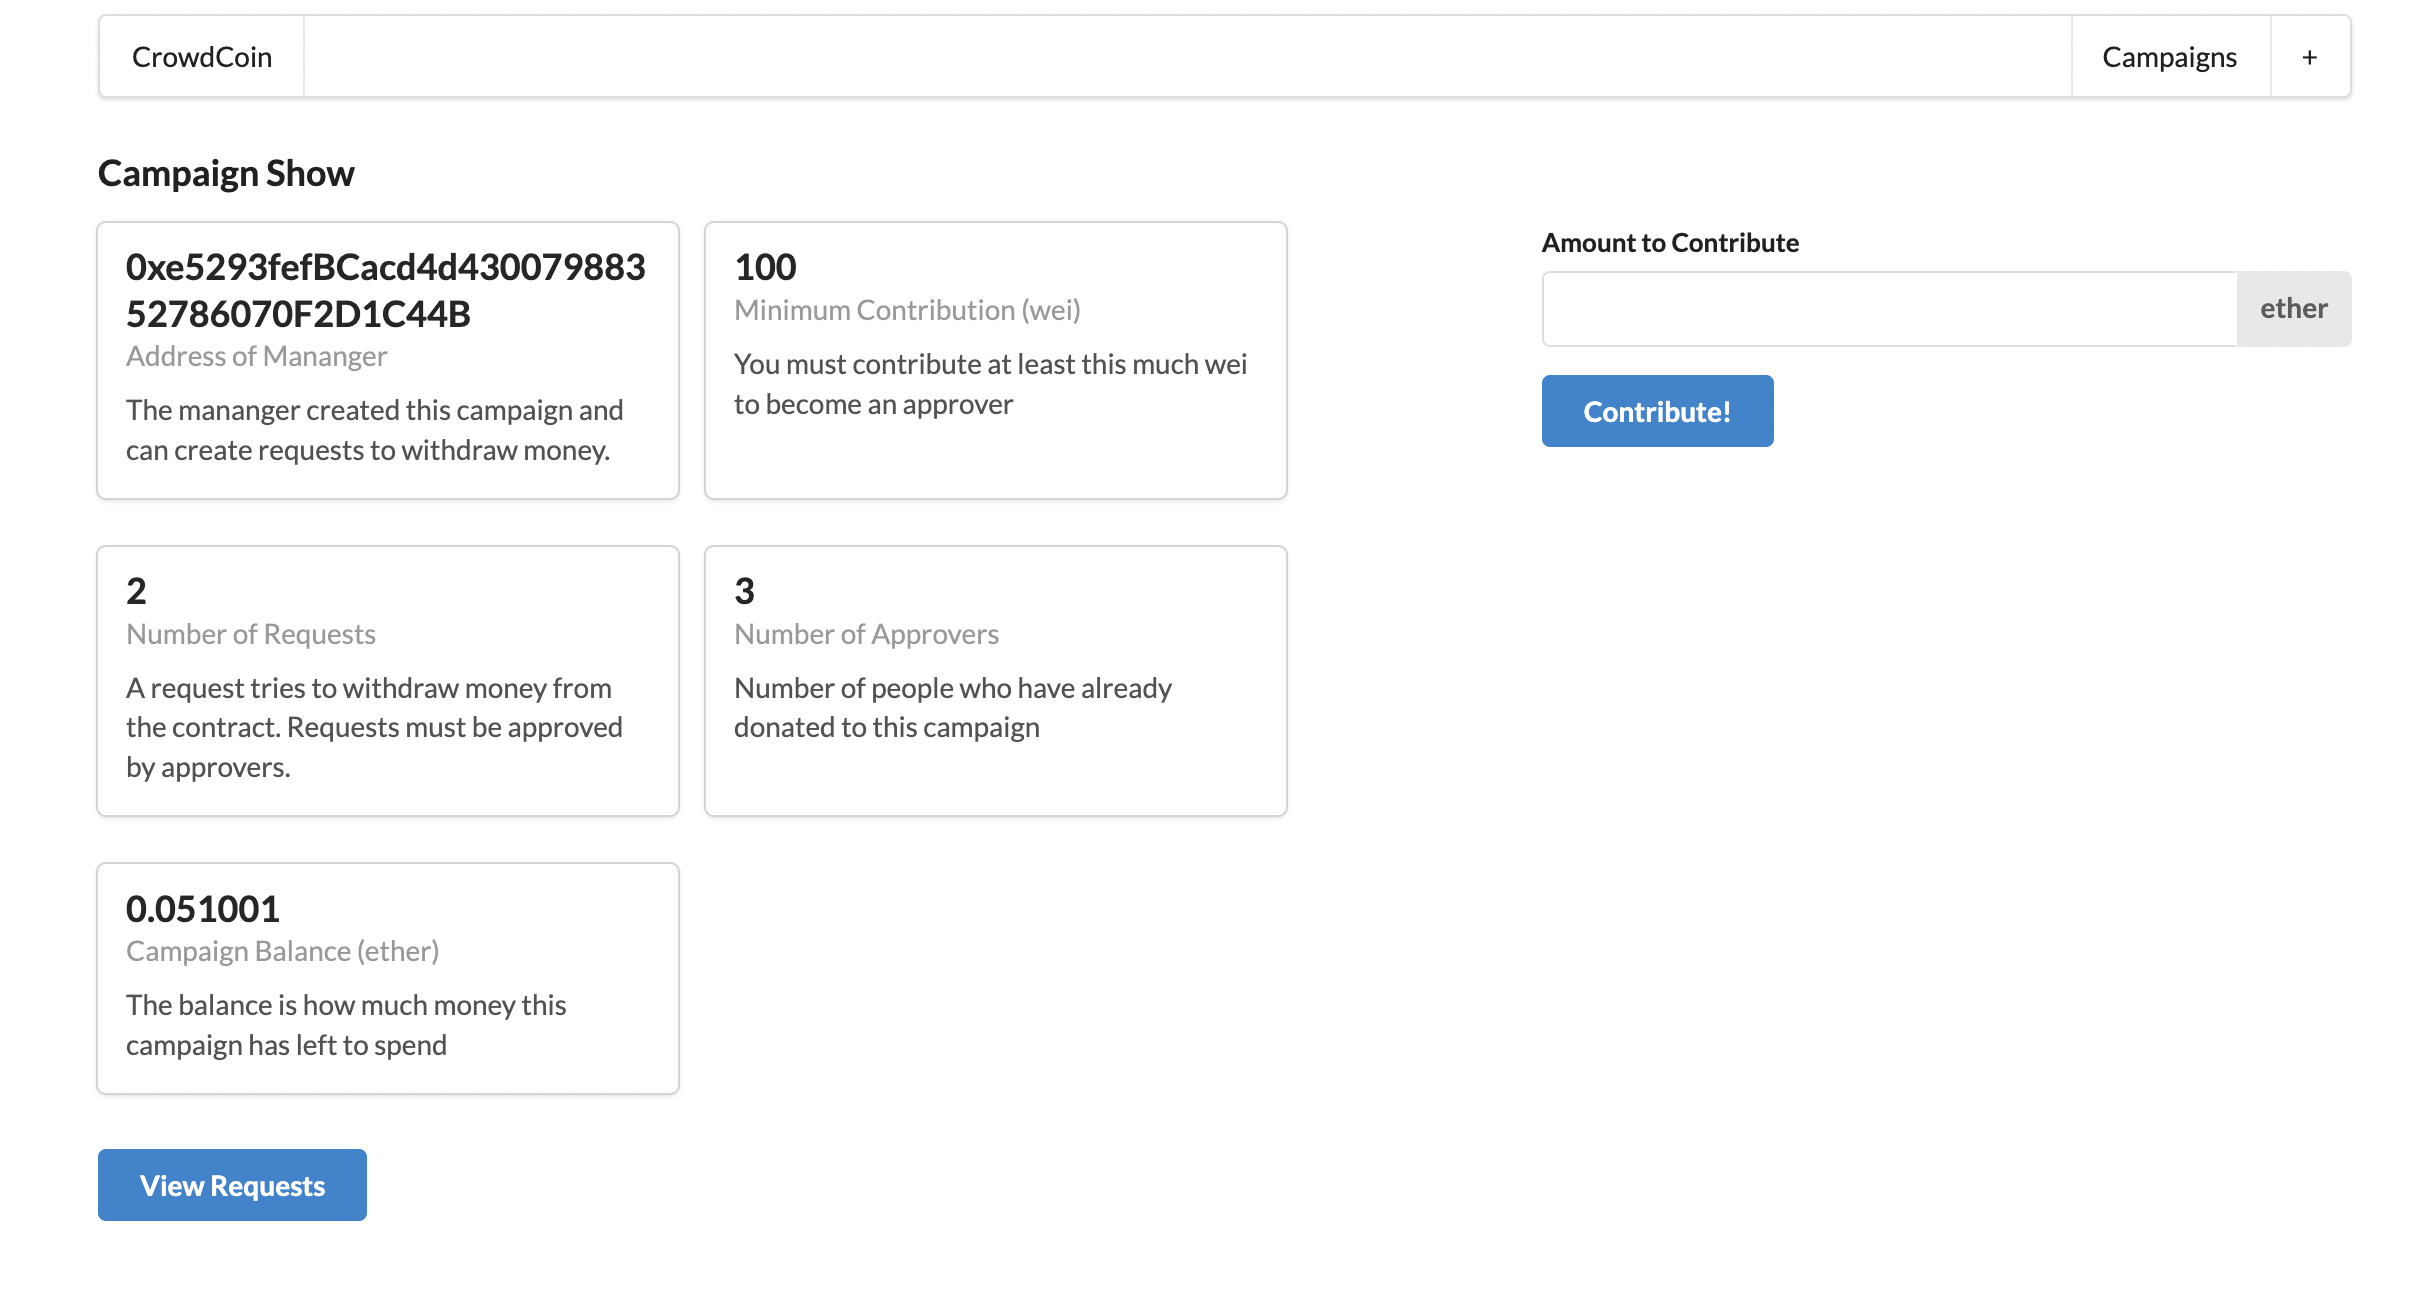 CrowdCoin
Campaigns
+
Campaign Show
0xe5293fefBCacd4d430079883
52786070F2D1C44B
Address of Mananger
The mananger created this campaign and
can create requests to withdraw money.
100
Minimum Contribution (wei)
You must contribute at least this much wei
to become an approver
2
Number of Requests
A request tries to withdraw money from
the contract. Requests must be approved
by approvers.
3
Number of Approvers
Number of people who have already
donated to this campaign
0.051001
Campaign Balance (ether)
The balance is how much money this
campaign has left to spend
View Requests
Amount to Contribute
ether
Contribute!